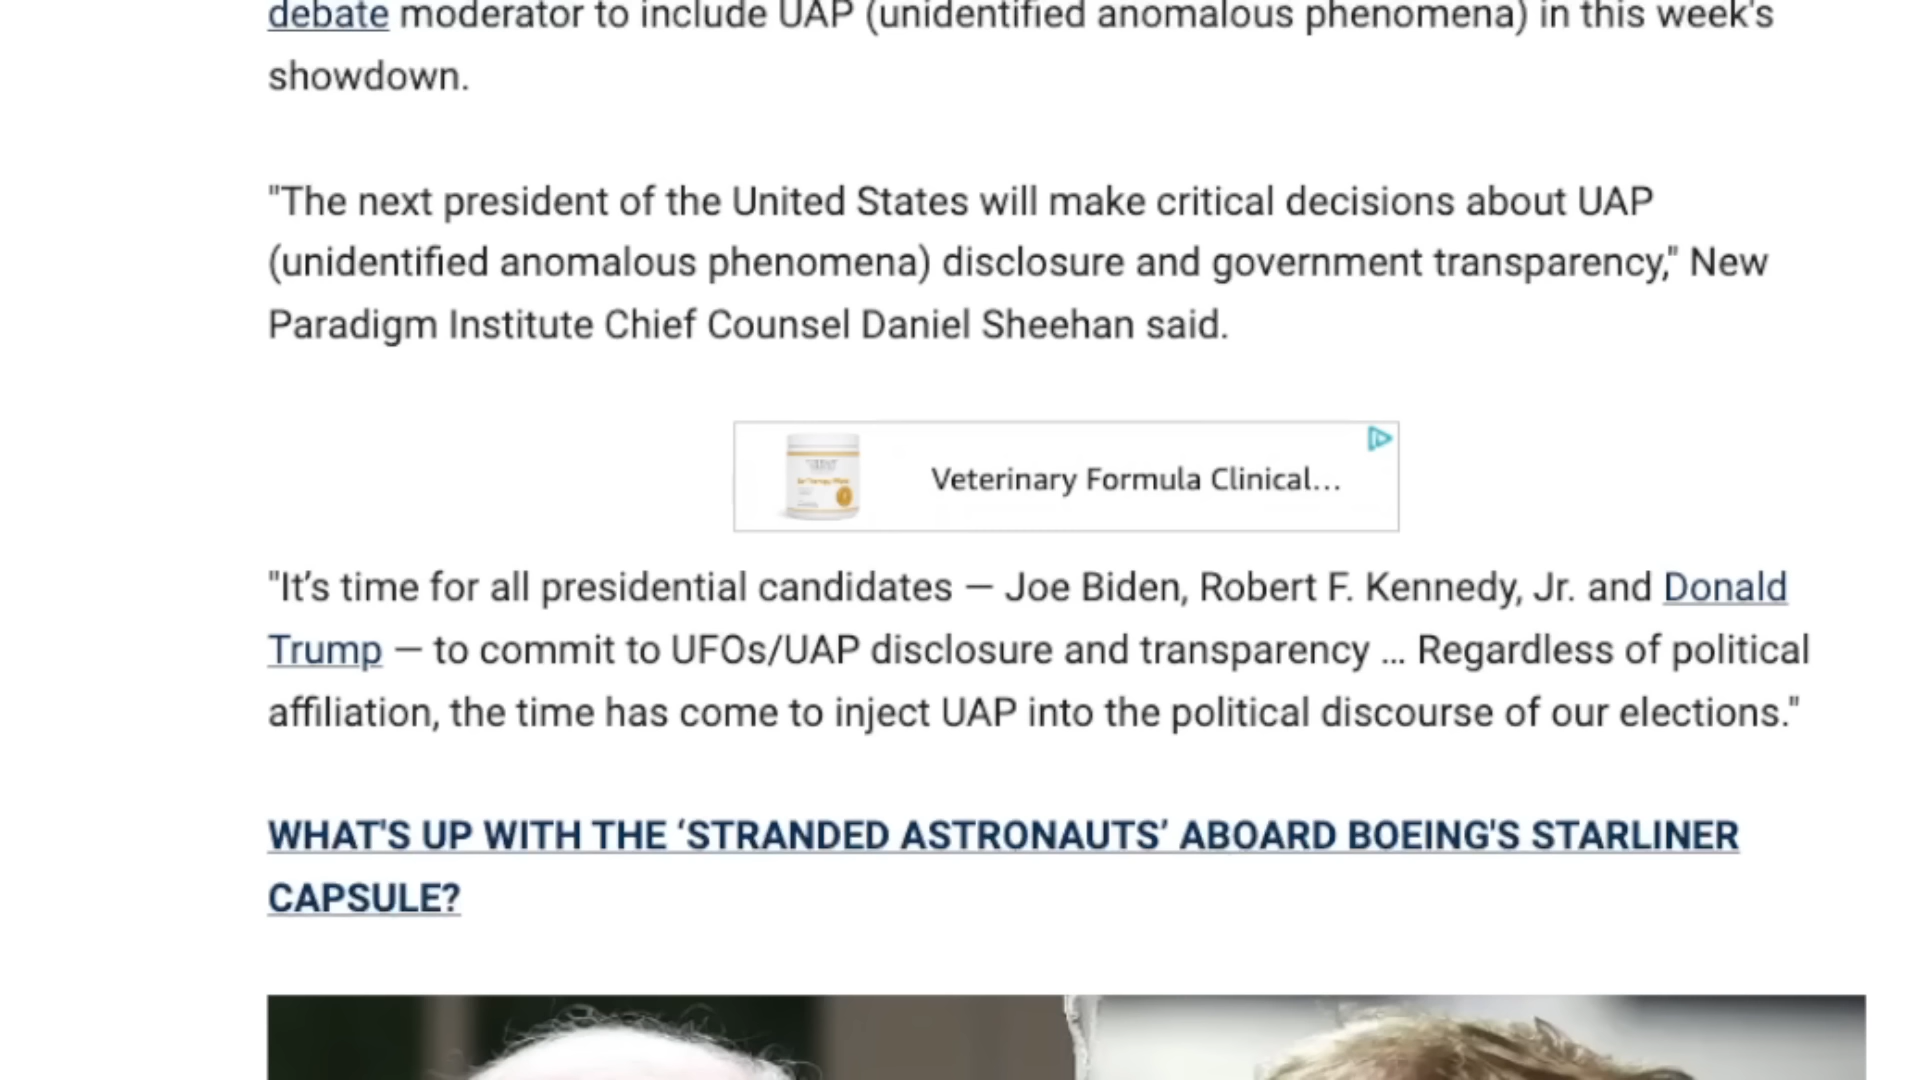 debate moderator to include UAP (unidentified anomalous phenomena) in this week's
showdown.
"The next president of the United States will make critical decisions about UAP
(unidentified anomalous phenomena) disclosure and government transparency," New
Paradigm Institute Chief Counsel Daniel Sheehan said.
Veterinary Formula Clinical...
"It’s time for all presidential candidates — Joe Biden, Robert F. Kennedy, Jr. and Donald
Trump — to commit to UFOs/UAP disclosure and transparency ... Regardless of political
affiliation, the time has come to inject UAP into the political discourse of our elections."
WHAT'S UP WITH THE ‘STRANDED ASTRONAUTS’ ABOARD BOEING'S STARLINER
CAPSULE?